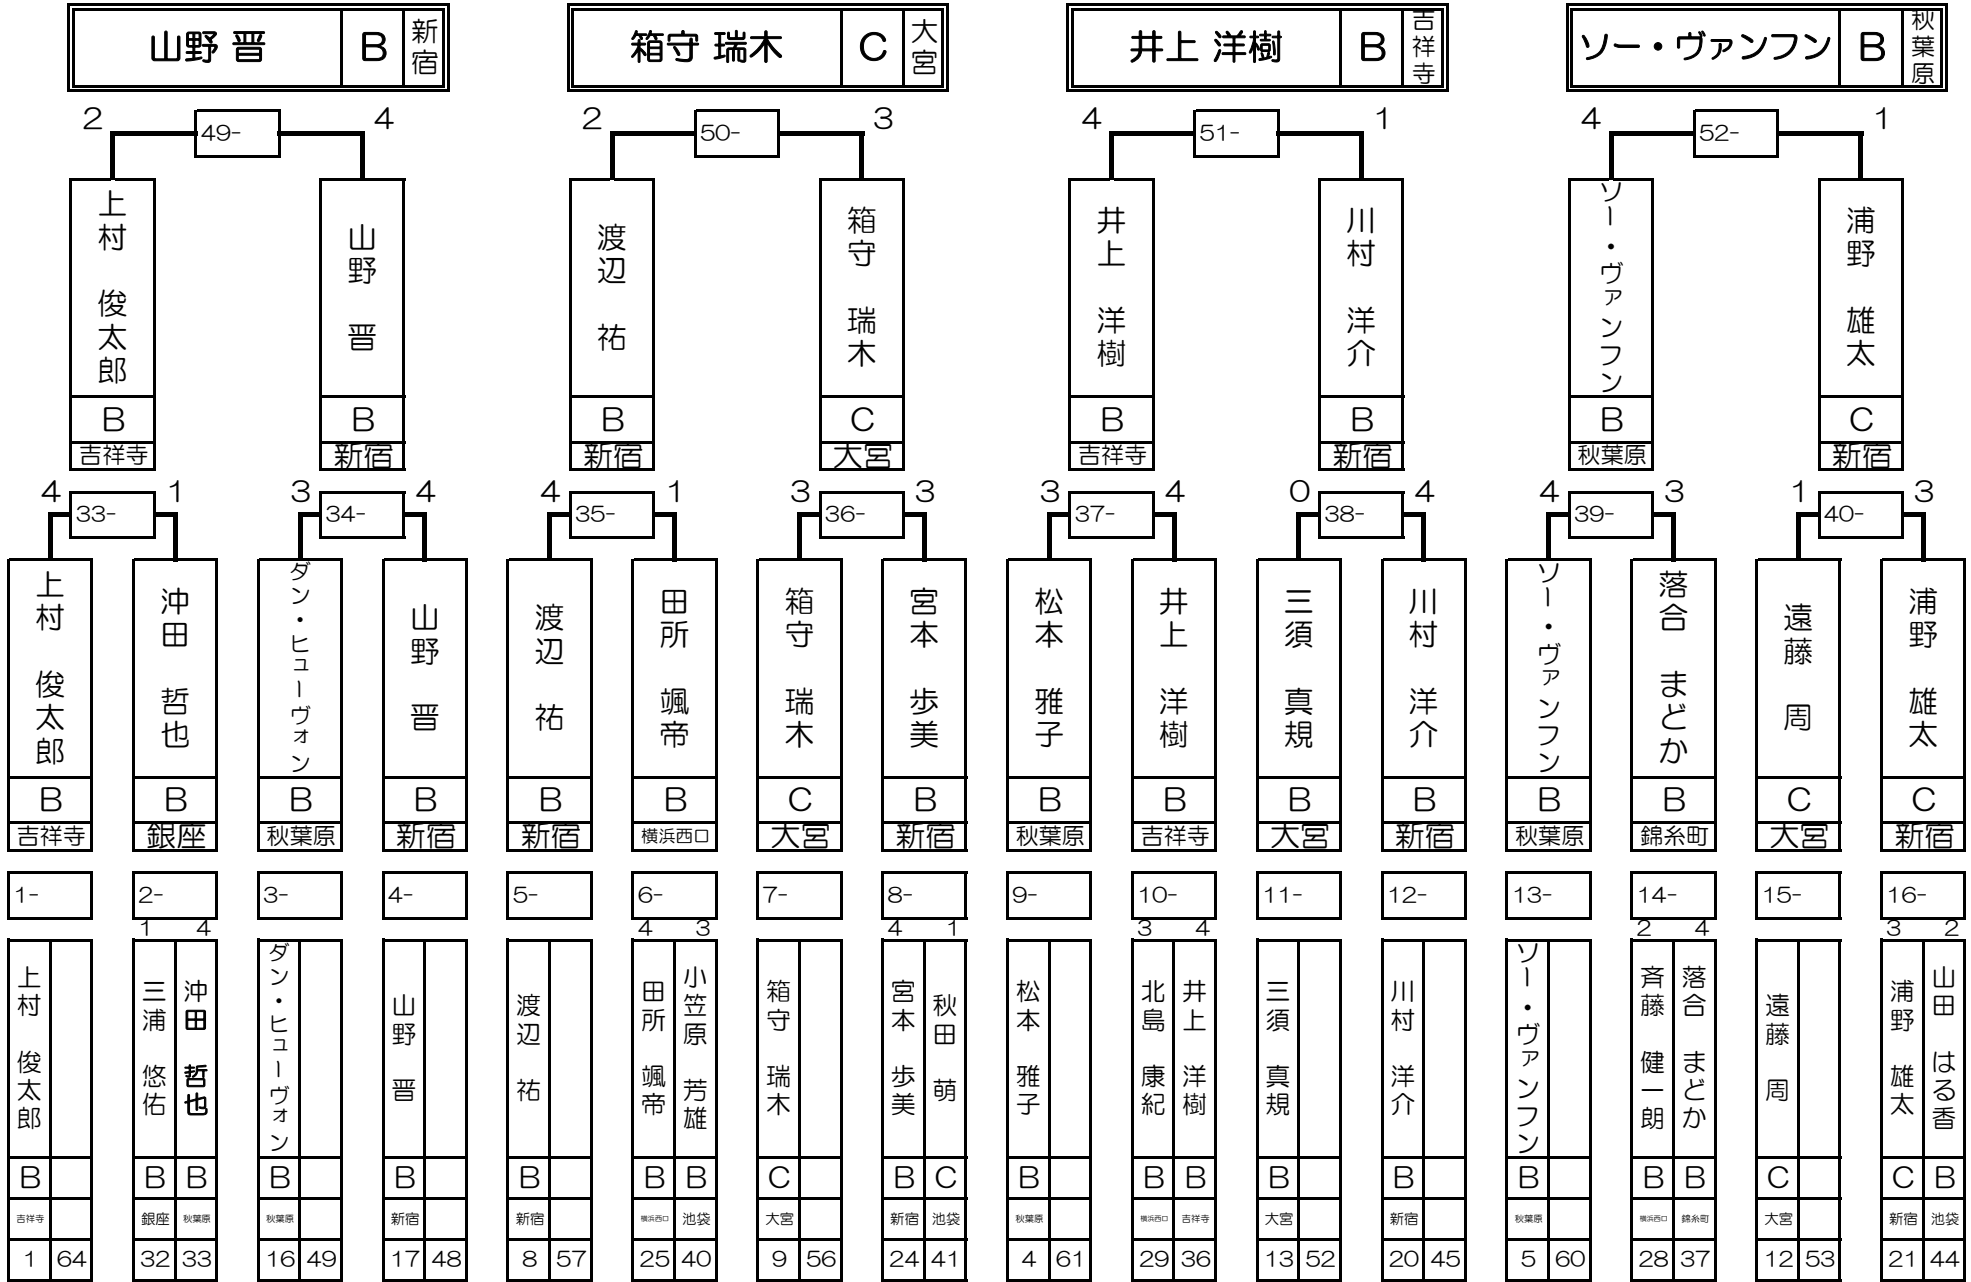 山野 晋 B 新宿
箱守 瑞木 C 大宮
井上 洋樹 B 吉祥寺
ソー・ヴァンフン B 秋葉原
2 49- 4
2 50- 3
4 51- 1
4 52- 1
上村 俊太郎 B 吉祥寺
山野 晋 B 新宿
渡辺 祐 B 新宿
箱守 瑞木 C 大宮
井上 洋樹 B 吉祥寺
川村 洋介 B 新宿
ソー・ヴァンフン B 秋葉原
浦野 雄太 C 新宿
4 33- 1
3 34- 4
4 35- 1
3 36- 3
3 37- 4
0 38- 4
4 39- 3
1 40- 3
上村 俊太郎 B 吉祥寺
沖田 哲也 B 銀座
ダン・ヒューヴォン B 秋葉原
山野 晋 B 新宿
渡辺 祐 B 新宿
田所 颯帝 B 横浜西口
箱守 瑞木 C 大宮
宮本 歩美 B 新宿
松本 雅子 B 秋葉原
井上 洋樹 B 吉祥寺
三須 真規 B 大宮
川村 洋介 B 新宿
ソー・ヴァンフン B 秋葉原
落合 まどか B 錦糸町
遠藤 周 C 大宮
浦野 雄太 C 新宿
1-
2-
3-
4-
5-
6-
7-
8-
9-
10-
11-
12-
13-
14-
15-
16-
1 4
4 3
4 1
3 4
2 4
3 2
上村 俊太郎 B 吉祥寺 1
64
三浦 悠佑 B 銀座 32
沖田 哲也 B 秋葉原 33
ダン・ヒューヴォン B 秋葉原 16
49
山野 晋 B 新宿 17
48
渡辺 祐 B 新宿 8
57
田所 颯帝 B 横浜西口 25
小笠原 芳雄 B 池袋 40
箱守 瑞木 C 大宮 9
56
宮本 歩美 B 新宿 24
秋田 萌 C 池袋 41
松本 雅子 B 秋葉原 4
61
北島 康紀 B 横浜西口 29
井上 洋樹 B 吉祥寺 36
三須 真規 B 大宮 13
52
川村 洋介 B 新宿 20
45
ソー・ヴァンフン B 秋葉原 5
60
斉藤 健一朗 B 横浜西口 28
落合 まどか B 錦糸町 37
遠藤 周 C 大宮 12
53
浦野 雄太 C 新宿 21
山田 はる香 B 池袋 44